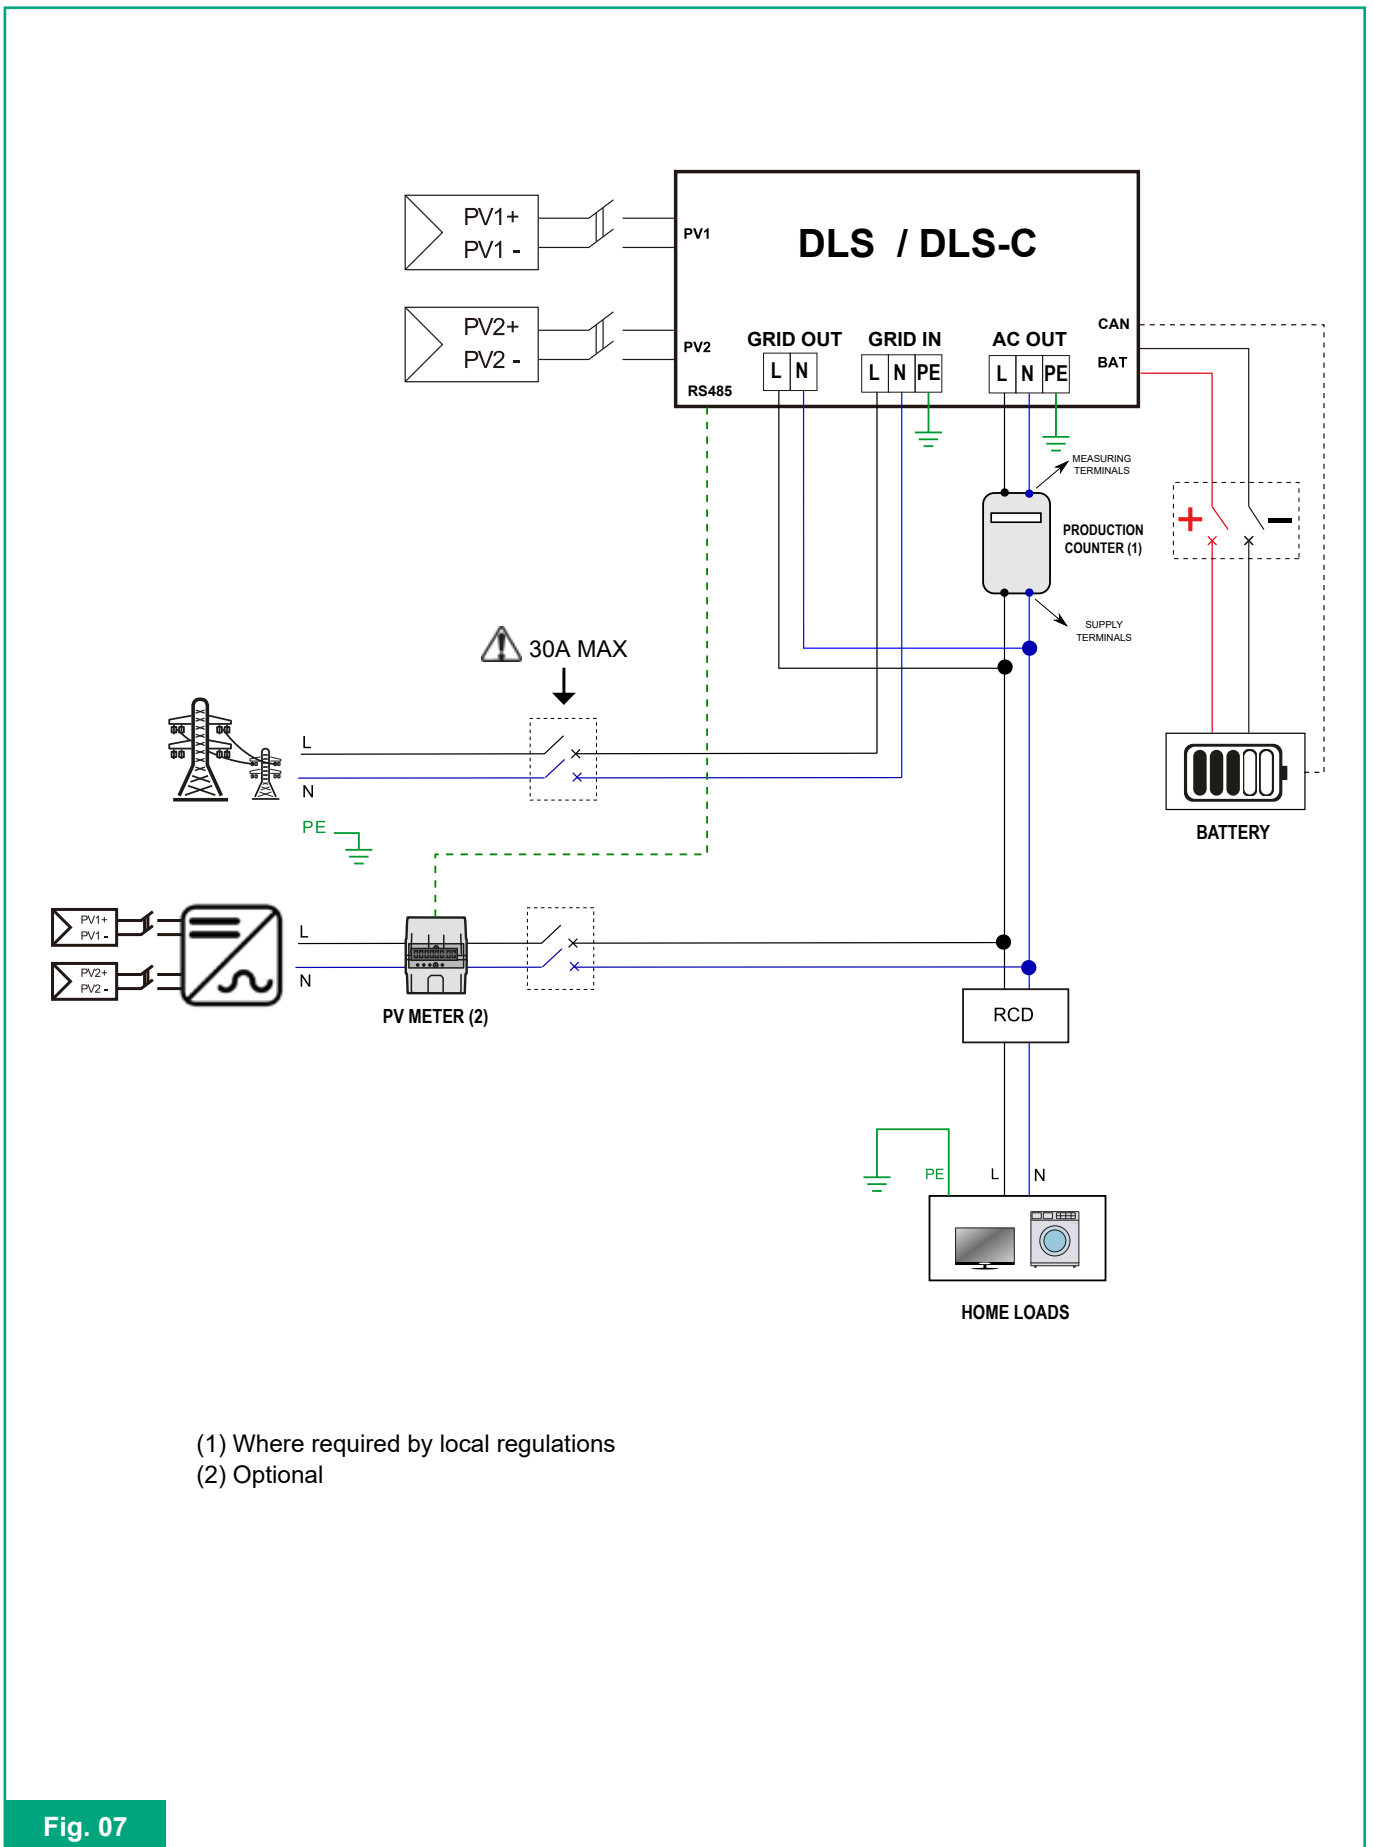 PV1+
PV1 -
PV1
DLS / DLS-C
PV2+
PV2 -
PV2
CAN
BAT
GRID OUT
GRID IN
AC OUT
L N
L N PE
L N PE
RS485
MEASURING
TERMINALS
PRODUCTION
COUNTER (1)
+ −
SUPPLY
TERMINALS
30A MAX
L
N
PE
BATTERY
PV1+
PV1 -
PV2+
PV2 -
L
N
PV METER (2)
RCD
PE L N
HOME LOADS
(1) Where required by local regulations
(2) Optional
Fig. 07